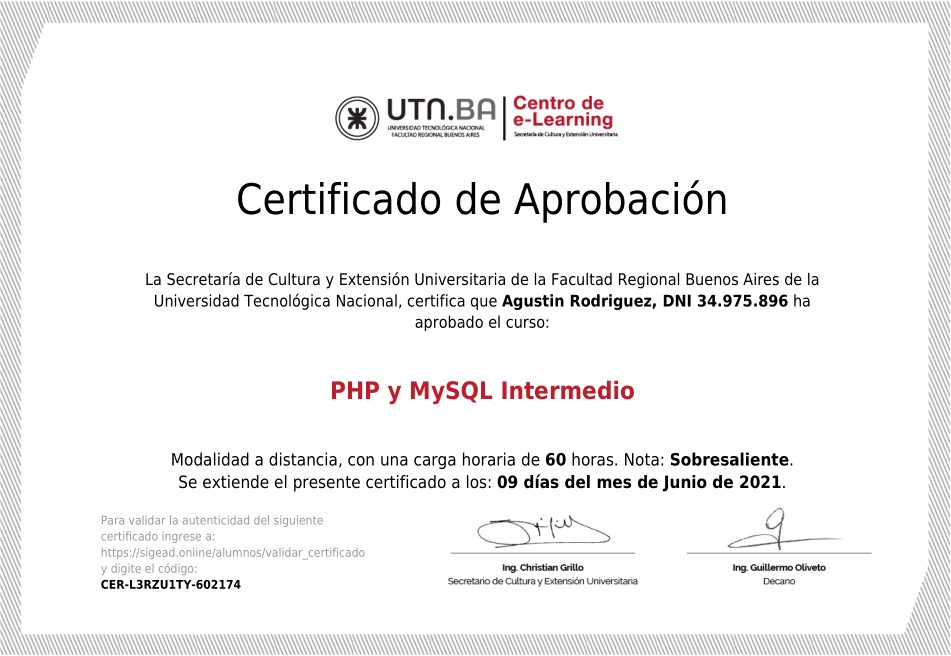 UTN.BA
UNIVERSIDAD TECNOLÓGICA NACIONAL
FACULTAD REGIONAL BUENOS AIRES
Centro de
e-Learning
Secretaría de Cultura y Extensión Universitaria
Certificado de Aprobación
La Secretaría de Cultura y Extensión Universitaria de la Facultad Regional Buenos Aires de la
Universidad Tecnológica Nacional, certifica que Agustin Rodriguez, DNI 34.975.896 ha
aprobado el curso:
PHP y MySQL Intermedio
Modalidad a distancia, con una carga horaria de 60 horas. Nota: Sobresaliente.
Se extiende el presente certificado a los: 09 días del mes de Junio de 2021.
Para validar la autenticidad del siguiente
certificado ingrese a:
https://sigead.online/alumnos/validar_certificado
y digite el código:
CER-L3RZU1TY-602174
Ing. Christian Grillo
Secretario de Cultura y Extensión Universitaria
Ing. Guillermo Oliveto
Decano